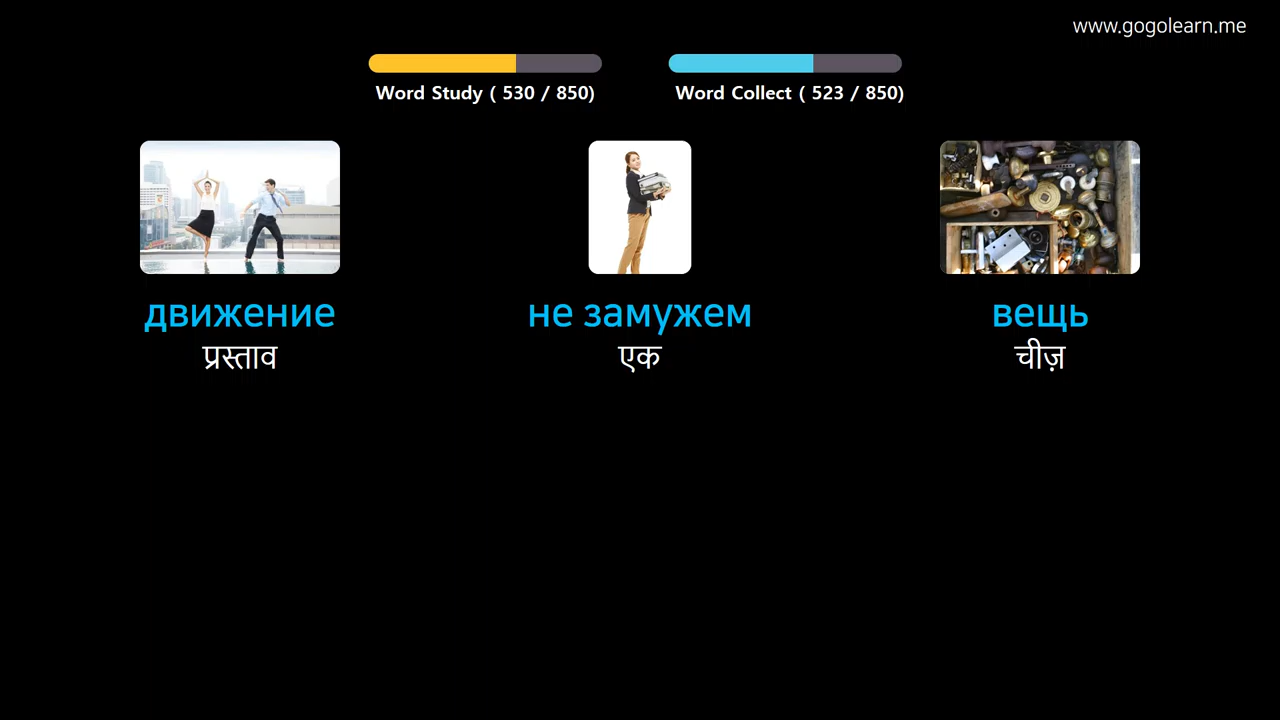 www.gogolearn.me
Word Study ( 530 / 850)
Word Collect ( 523 / 850)
движение
प्रस्ताव
не замужем
एक
вещь
चीज़